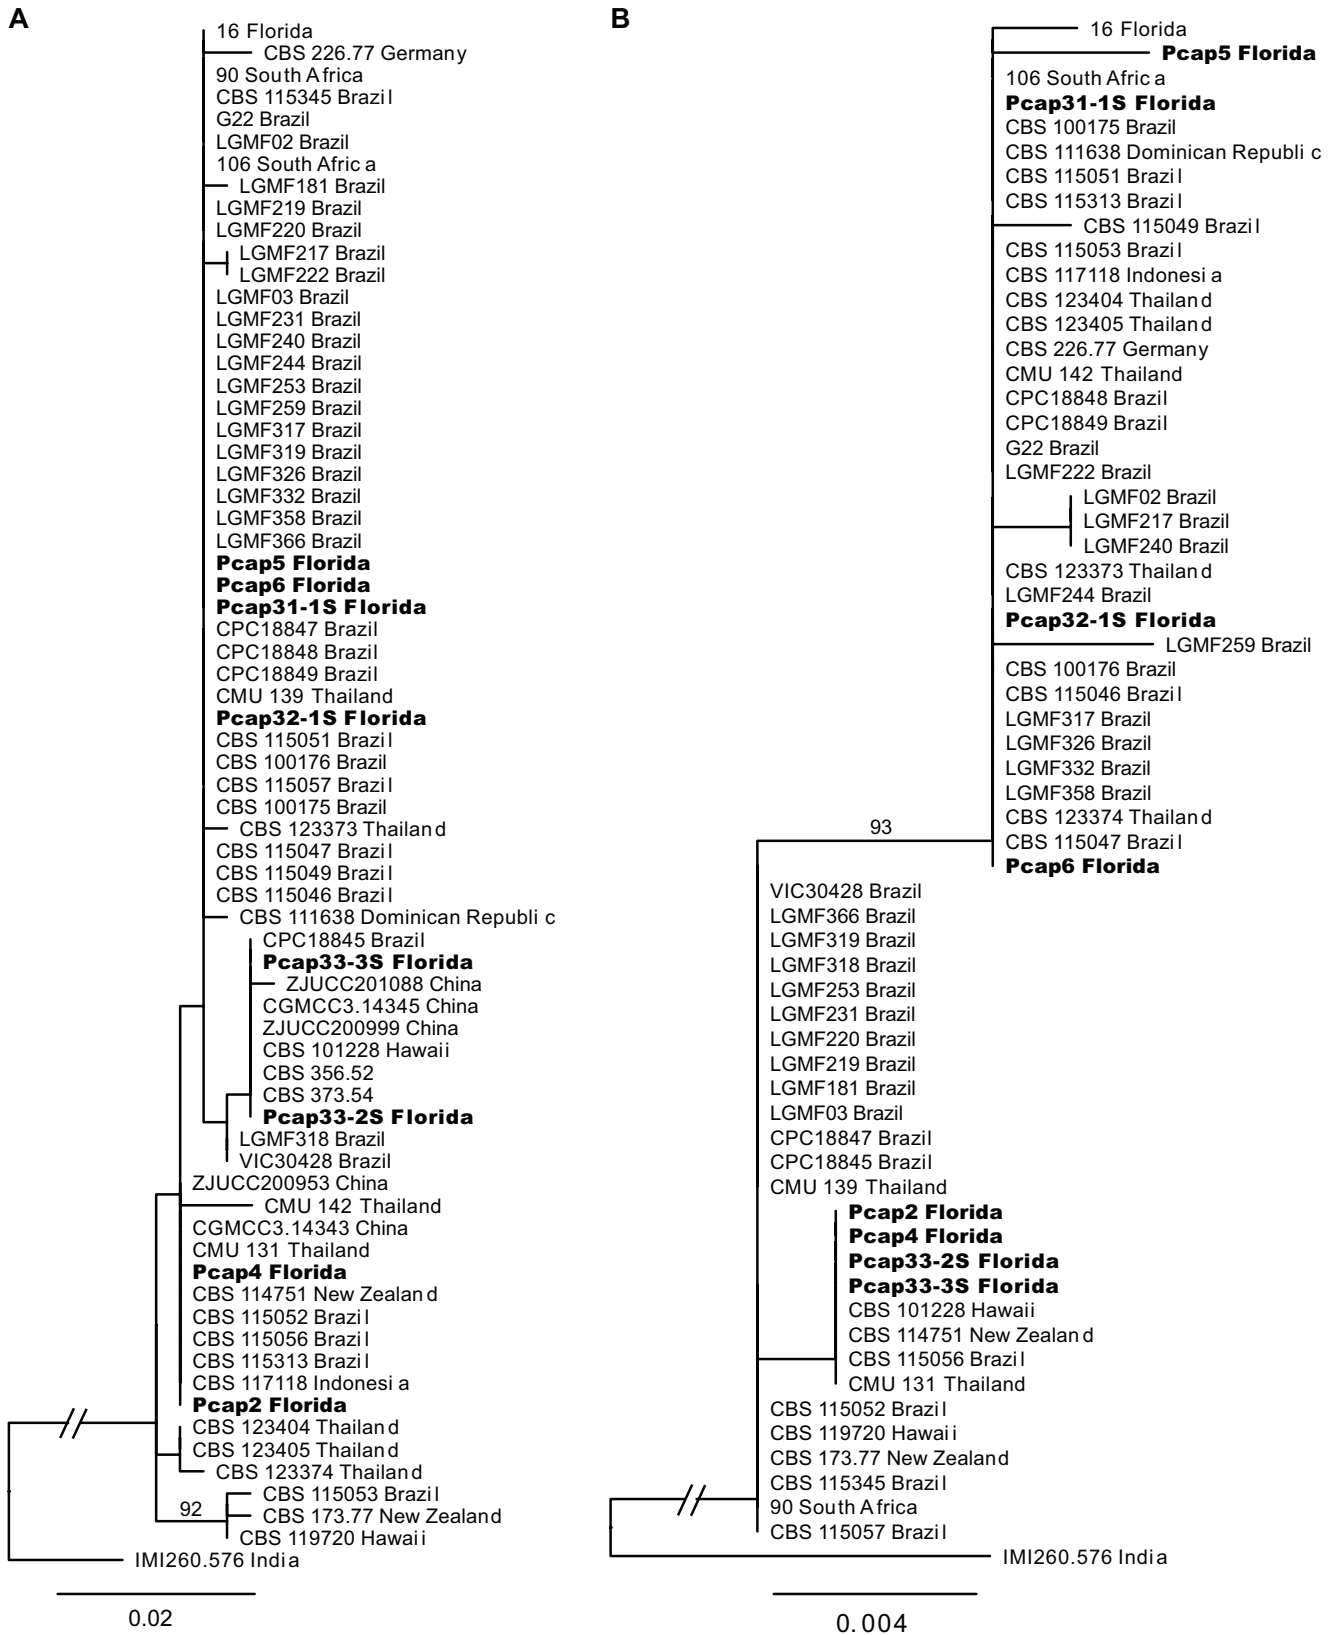 A
16 Florida
CBS 226.77 Germany
90 South Africa
CBS 115345 Brazil
G22 Brazil
LGMF02 Brazil
106 South Africa
LGMF181 Brazil
LGMF219 Brazil
LGMF220 Brazil
LGMF217 Brazil
LGMF222 Brazil
LGMF03 Brazil
LGMF231 Brazil
LGMF240 Brazil
LGMF244 Brazil
LGMF253 Brazil
LGMF259 Brazil
LGMF317 Brazil
LGMF319 Brazil
LGMF326 Brazil
LGMF332 Brazil
LGMF358 Brazil
LGMF366 Brazil
Pcap5 Florida
Pcap6 Florida
Pcap31-1S Florida
CPC18847 Brazil
CPC18848 Brazil
CPC18849 Brazil
CMU 139 Thailand
Pcap32-1S Florida
CBS 115051 Brazil
CBS 100176 Brazil
CBS 115057 Brazil
CBS 100175 Brazil
CBS 123373 Thailand
CBS 115047 Brazil
CBS 115049 Brazil
CBS 115046 Brazil
CBS 111638 Dominican Republic
CPC18845 Brazil
Pcap33-3S Florida
ZJUCC201088 China
CGMCC3.14345 China
ZJUCC200999 China
CBS 101228 Hawaii
CBS 356.52
CBS 373.54
Pcap33-2S Florida
LGMF318 Brazil
VIC30428 Brazil
ZJUCC200953 China
CMU 142 Thailand
CGMCC3.14343 China
CMU 131 Thailand
Pcap4 Florida
CBS 114751 New Zealand
CBS 115052 Brazil
CBS 115056 Brazil
CBS 115313 Brazil
CBS 117118 Indonesia
Pcap2 Florida
CBS 123404 Thailand
CBS 123405 Thailand
CBS 123374 Thailand
92
CBS 115053 Brazil
CBS 173.77 New Zealand
CBS 119720 Hawaii
IMI260.576 India
0.02
B
16 Florida
Pcap5 Florida
106 South Africa
Pcap31-1S Florida
CBS 100175 Brazil
CBS 111638 Dominican Republic
CBS 115051 Brazil
CBS 115313 Brazil
CBS 115049 Brazil
CBS 115053 Brazil
CBS 117118 Indonesia
CBS 123404 Thailand
CBS 123405 Thailand
CBS 226.77 Germany
CMU 142 Thailand
CPC18848 Brazil
CPC18849 Brazil
G22 Brazil
LGMF222 Brazil
LGMF02 Brazil
LGMF217 Brazil
LGMF240 Brazil
CBS 123373 Thailand
LGMF244 Brazil
Pcap32-1S Florida
LGMF259 Brazil
CBS 100176 Brazil
CBS 115046 Brazil
LGMF317 Brazil
LGMF326 Brazil
LGMF332 Brazil
LGMF358 Brazil
CBS 123374 Thailand
CBS 115047 Brazil
93
Pcap6 Florida
VIC30428 Brazil
LGMF366 Brazil
LGMF319 Brazil
LGMF318 Brazil
LGMF253 Brazil
LGMF231 Brazil
LGMF220 Brazil
LGMF219 Brazil
LGMF181 Brazil
LGMF03 Brazil
CPC18847 Brazil
CPC18845 Brazil
CMU 139 Thailand
Pcap2 Florida
Pcap4 Florida
Pcap33-2S Florida
Pcap33-3S Florida
CBS 101228 Hawaii
CBS 114751 New Zealand
CBS 115056 Brazil
CMU 131 Thailand
CBS 115052 Brazil
CBS 119720 Hawaii
CBS 173.77 New Zealand
CBS 115345 Brazil
90 South Africa
CBS 115057 Brazil
IMI260.576 India
0.004